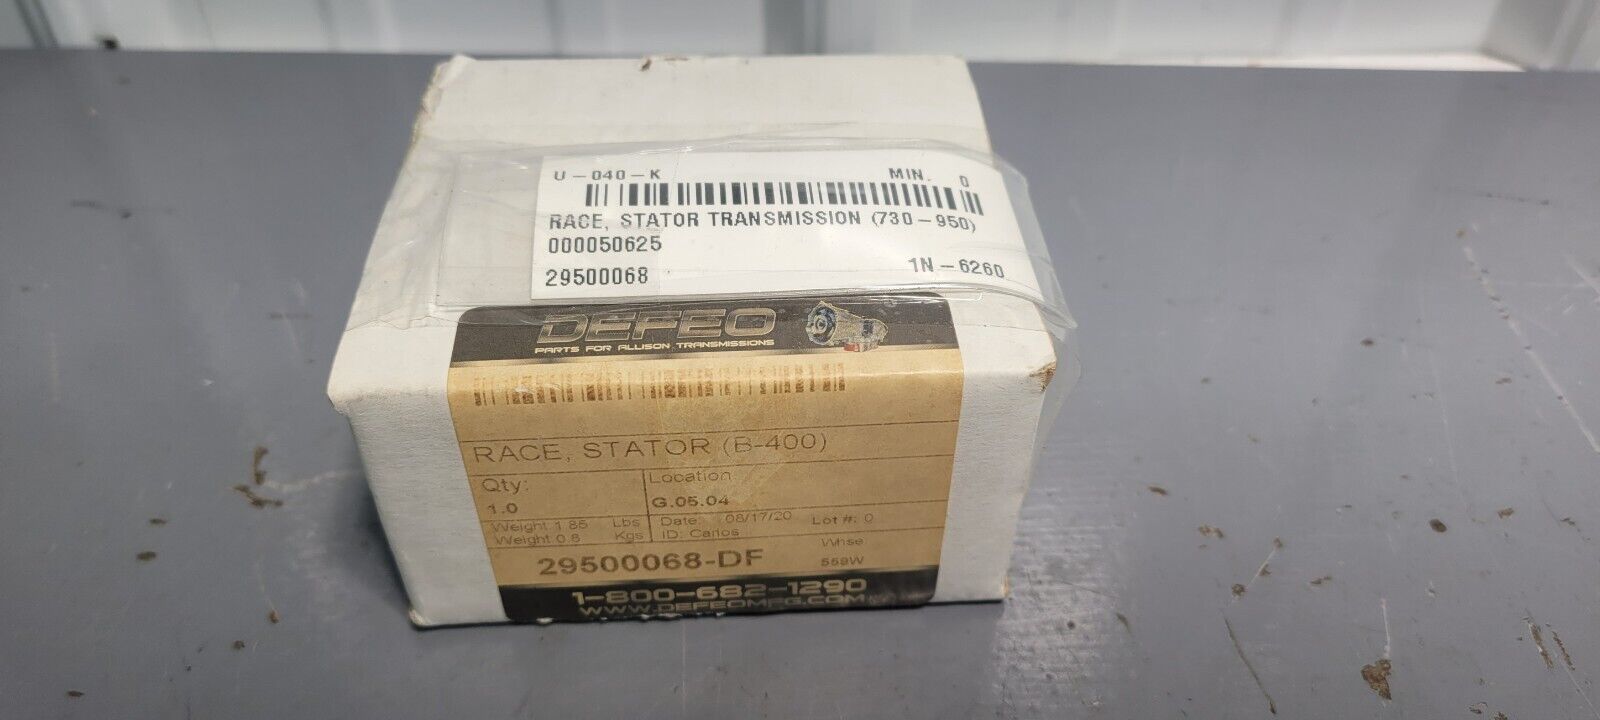 U-040-K MIN. 0
RACE, STATOR TRANSMISSION (730-950)
000050625
29500068 1N-6260
DEFEO
PARTS FOR ALLISON TRANSMISSIONS
RACE, STATOR (B-400)
Qty: Location
1.0 G.05.04
Weight 1.85 Lbs Date: 08/17/20 Lot #: 0
Weight 0.8 Kgs ID: Carlos
Whse
29500068-DF 559W
1-800-682-1290
WWW.DEFEOMFG.COM